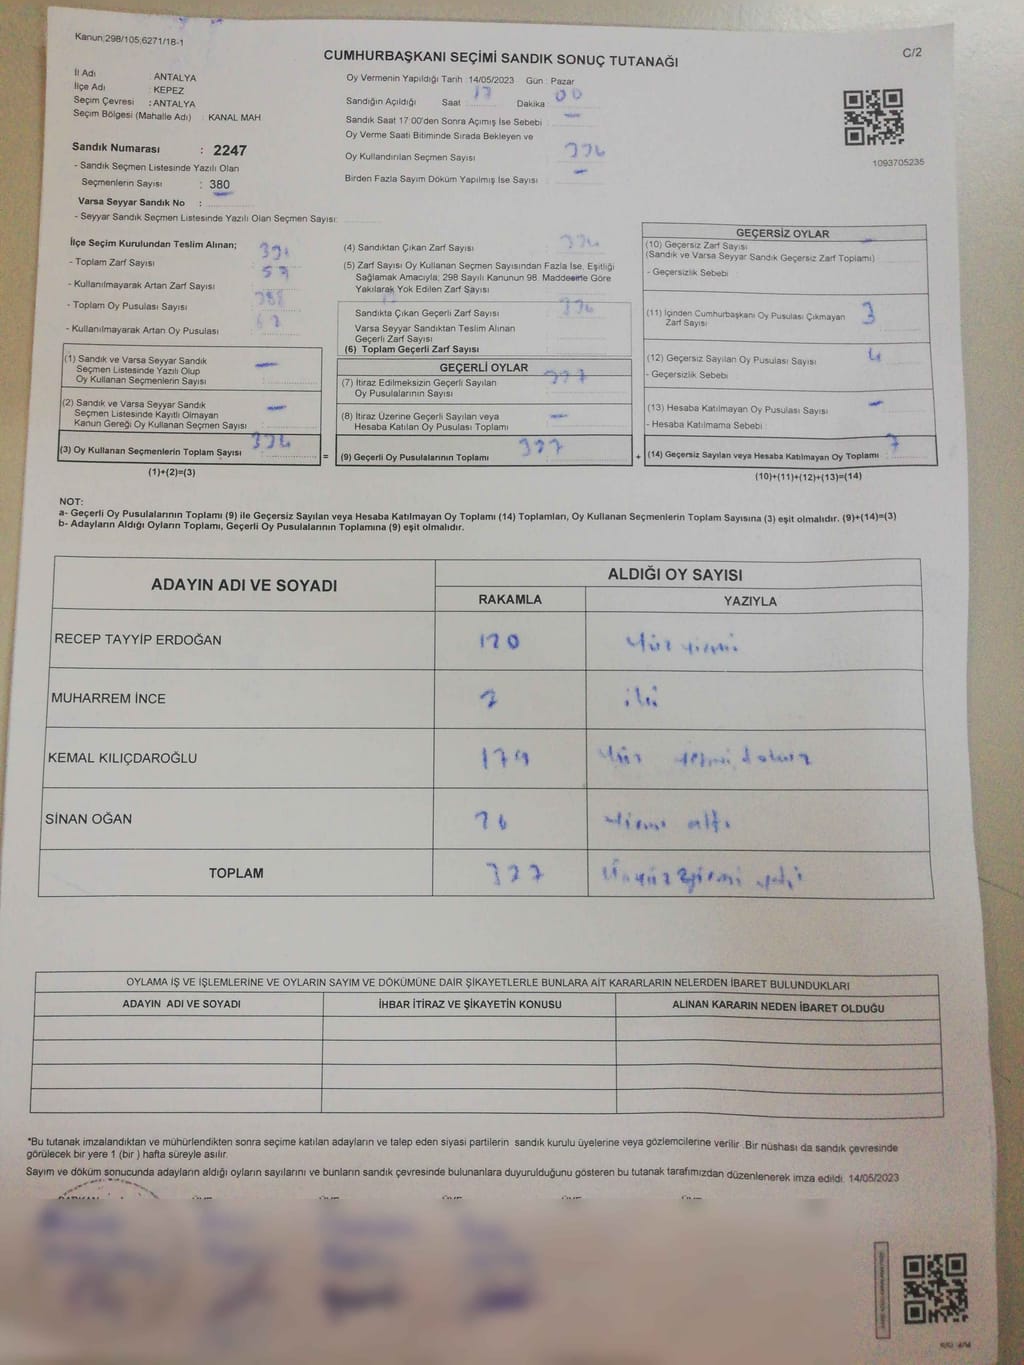 Kanun:298/105,6271/18-1
C/2
CUMHURBAŞKANI SEÇİMİ SANDIK SONUÇ TUTANAĞI
İl Adı : ANTALYA
İlçe Adı : KEPEZ
Seçim Çevresi : ANTALYA
Seçim Bölgesi (Mahalle Adı) : KANAL MAH
Sandık Numarası : 2247
- Sandık Seçmen Listesinde Yazılı Olan
Seçmenlerin Sayısı : 380
Varsa Seyyar Sandık No :
- Seyyar Sandık Seçmen Listesinde Yazılı Olan Seçmen Sayısı:
Oy Vermenin Yapıldığı Tarih : 14/05/2023 Gün : Pazar
Sandığın Açıldığı Saat 17 Dakika 00
Sandık Saat 17:00'den Sonra Açımış İse Sebebi : —
Oy Verme Saati Bitiminde Sırada Bekleyen ve
Oy Kullandırılan Seçmen Sayısı 334
Birden Fazla Sayım Döküm Yapılmış İse Sayısı : —
1093705235
İlçe Seçim Kurulundan Teslim Alınan;
- Toplam Zarf Sayısı
- Kullanılmayarak Artan Zarf Sayısı
- Toplam Oy Pusulası Sayısı
- Kullanılmayarak Artan Oy Pusulası
(1) Sandık ve Varsa Seyyar Sandık
Seçmen Listesinde Yazılı Olup
Oy Kullanan Seçmenlerin Sayısı —
(2) Sandık ve Varsa Seyyar Sandık
Seçmen Listesinde Kayıtlı Olmayan
Kanun Gereği Oy Kullanan Seçmen Sayısı —
(3) Oy Kullanan Seçmenlerin Toplam Sayısı 334
(1)+(2)=(3)
(4) Sandıktan Çıkan Zarf Sayısı 334
(5) Zarf Sayısı Oy Kullanan Seçmen Sayısından Fazla İse, Eşitliği
Sağlamak Amacıyla, 298 Sayılı Kanunun 98. Maddesine Göre
Yakılarak Yok Edilen Zarf Sayısı
Sandıkta Çıkan Geçerli Zarf Sayısı 334
Varsa Seyyar Sandıktan Teslim Alınan
Geçerli Zarf Sayısı
(6) Toplam Geçerli Zarf Sayısı
GEÇERLİ OYLAR
(7) İtiraz Edilmeksizin Geçerli Sayılan
Oy Pusulalarının Sayısı 327
(8) İtiraz Üzerine Geçerli Sayılan veya
Hesaba Katılan Oy Pusulası Toplamı —
= (9) Geçerli Oy Pusulalarının Toplamı 327
GEÇERSİZ OYLAR
(10) Geçersiz Zarf Sayısı —
(Sandık ve Varsa Seyyar Sandık Geçersiz Zarf Toplamı)
- Geçersizlik Sebebi
(11) İçinden Cumhurbaşkanı Oy Pusulası Çıkmayan
Zarf Sayısı 3
(12) Geçersiz Sayılan Oy Pusulası Sayısı 4
- Geçersizlik Sebebi
(13) Hesaba Katılmayan Oy Pusulası Sayısı —
- Hesaba Katılmama Sebebi
+ (14) Geçersiz Sayılan veya Hesaba Katılmayan Oy Toplamı 7
(10)+(11)+(12)+(13)=(14)
NOT:
a- Geçerli Oy Pusulalarının Toplamı (9) ile Geçersiz Sayılan veya Hesaba Katılmayan Oy Toplamı (14) Toplamları, Oy Kullanan Seçmenlerin Toplam Sayısına (3) eşit olmalıdır. (9)+(14)=(3)
b- Adayların Aldığı Oyların Toplamı, Geçerli Oy Pusulalarının Toplamına (9) eşit olmalıdır.
ADAYIN ADI VE SOYADI
ALDIĞI OY SAYISI
RAKAMLA YAZIYLA
RECEP TAYYİP ERDOĞAN 120 Yüz yirmi
MUHARREM İNCE 2 iki
KEMAL KILIÇDAROĞLU 179 Yüz yetmiş dokuz
SİNAN OĞAN 26 Yirmi altı
TOPLAM 327 Üçyüz yirmi yedi
OYLAMA İŞ VE İŞLEMLERİNE VE OYLARIN SAYIM VE DÖKÜMÜNE DAİR ŞİKAYETLERLE BUNLARA AİT KARARLARIN NELERDEN İBARET BULUNDUKLARI
ADAYIN ADI VE SOYADI İHBAR İTİRAZ VE ŞİKAYETİN KONUSU ALINAN KARARIN NEDEN İBARET OLDUĞU
*Bu tutanak imzalandıktan ve mühürlendikten sonra seçime katılan adayların ve talep eden siyasi partilerin sandık kurulu üyelerine veya gözlemcilerine verilir. Bir nüshası da sandık çevresinde
görülecek bir yere 1 (bir ) hafta süreyle asılır.
Sayım ve döküm sonucunda adayların aldığı oyların sayılarını ve bunların sandık çevresinde bulunanlara duyurulduğunu gösteren bu tutanak tarafımızdan düzenlenerek imza edildi. 14/05/2023